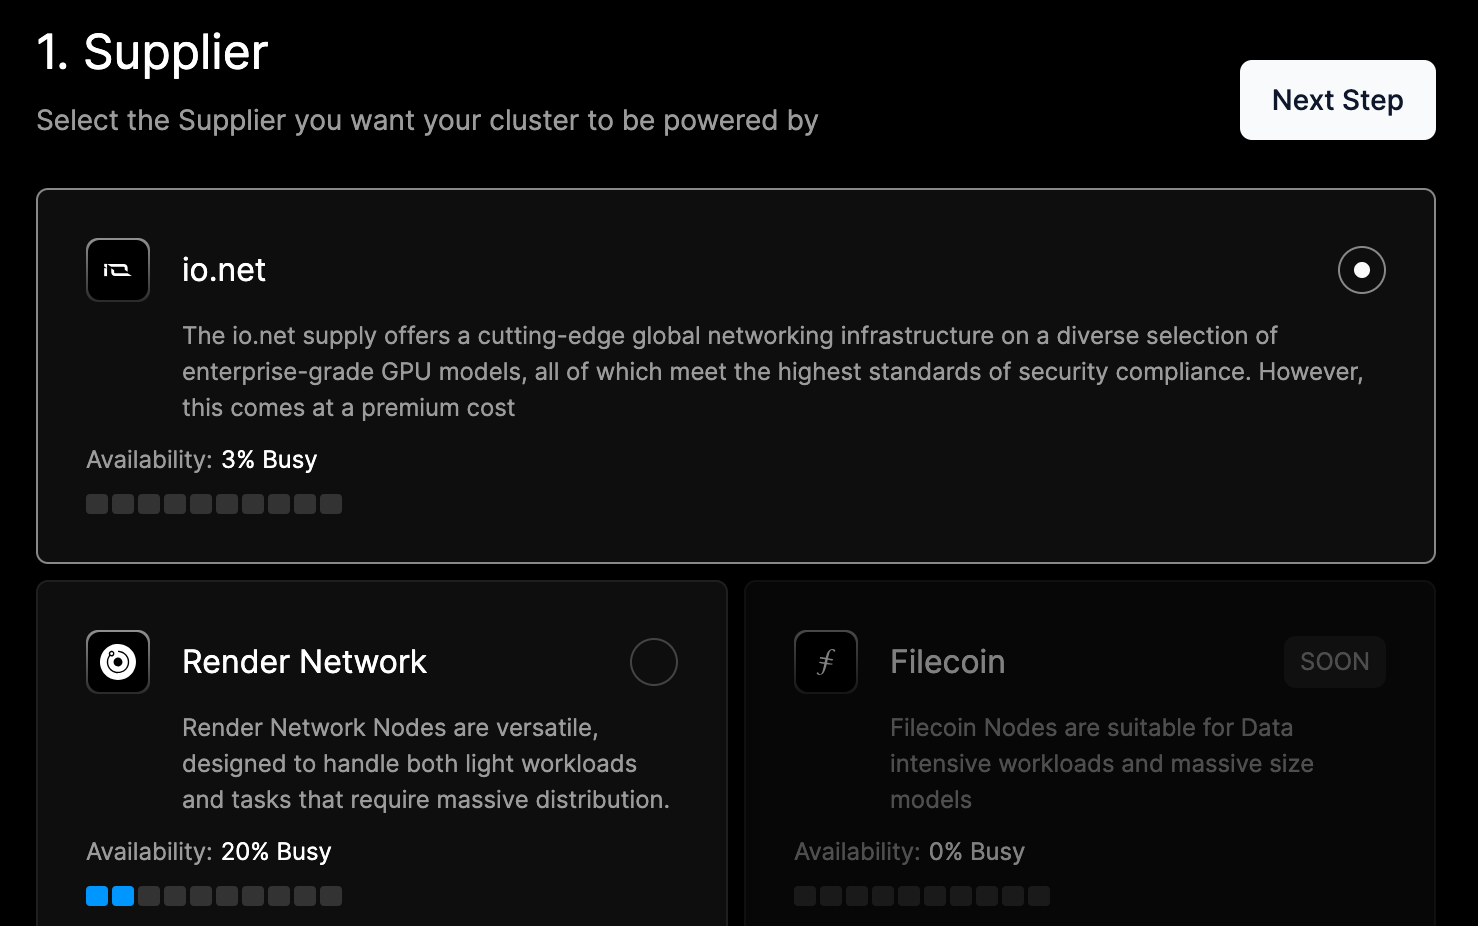 1. Supplier
Select the Supplier you want your cluster to be powered by
Next Step
io.net
The io.net supply offers a cutting-edge global networking infrastructure on a diverse selection of
enterprise-grade GPU models, all of which meet the highest standards of security compliance. However,
this comes at a premium cost
Availability: 3% Busy
Render Network
Render Network Nodes are versatile,
designed to handle both light workloads
and tasks that require massive distribution.
Availability: 20% Busy
Filecoin
SOON
Filecoin Nodes are suitable for Data
intensive workloads and massive size
models
Availability: 0% Busy